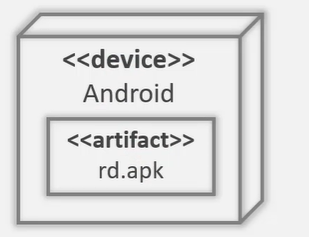 <<device>>
Android
<<artifact>>
rd.apk